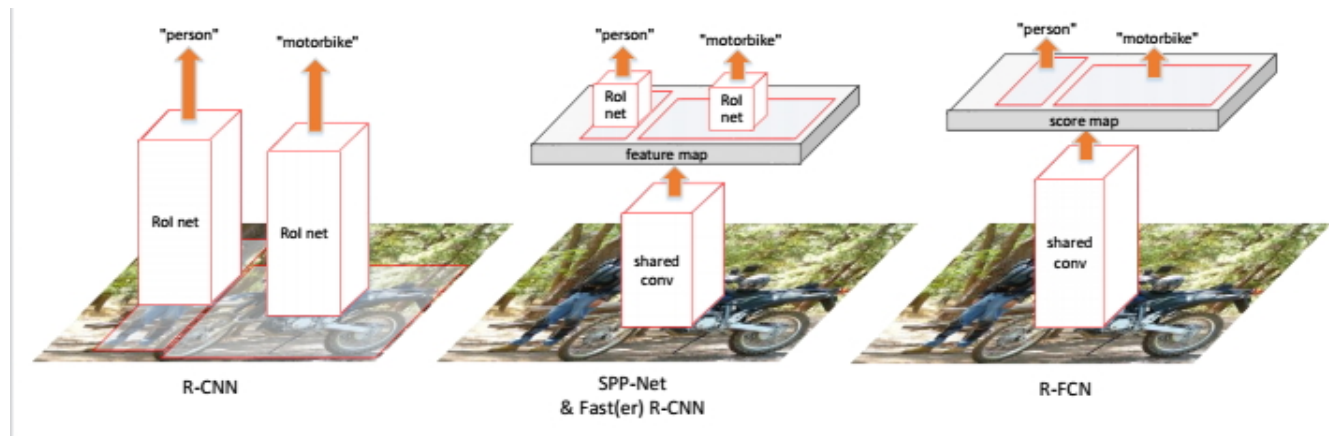 "person"
"motorbike"
RoI net
RoI net
R-CNN
"person"
"motorbike"
RoI
net
RoI
net
feature map
shared
conv
SPP-Net
& Fast(er) R-CNN
"person"
"motorbike"
score map
shared
conv
R-FCN